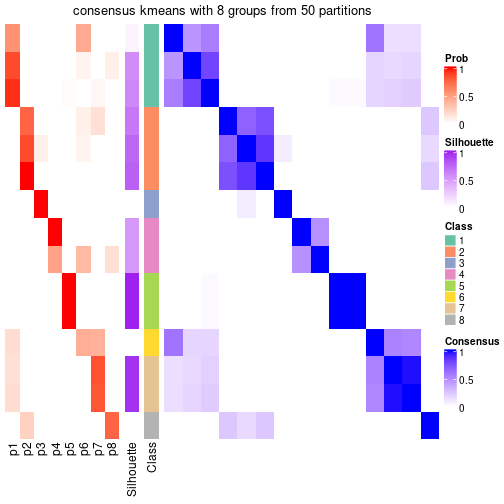 consensus kmeans with 8 groups from 50 partitions
Prob
1
0.5
0
Silhouette
1
0.5
0
Class
1
2
3
4
5
6
7
8
Consensus
1
0.5
0
p1
p2
p3
p4
p5
p6
p7
p8
Silhouette
Class